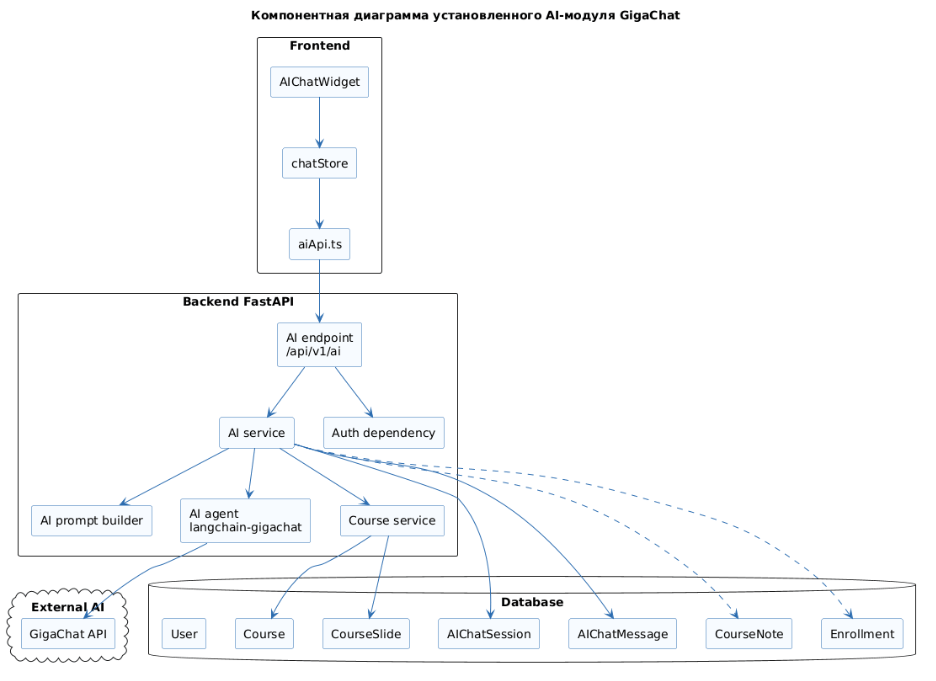 Компонентная диаграмма установленного AI-модуля GigaChat
Frontend
AIChatWidget
chatStore
aiApi.ts
Backend FastAPI
AI endpoint
/api/v1/ai
AI service
Auth dependency
AI prompt builder
AI agent
langchain-gigachat
Course service
External AI
GigaChat API
Database
User
Course
CourseSlide
AIChatSession
AIChatMessage
CourseNote
Enrollment